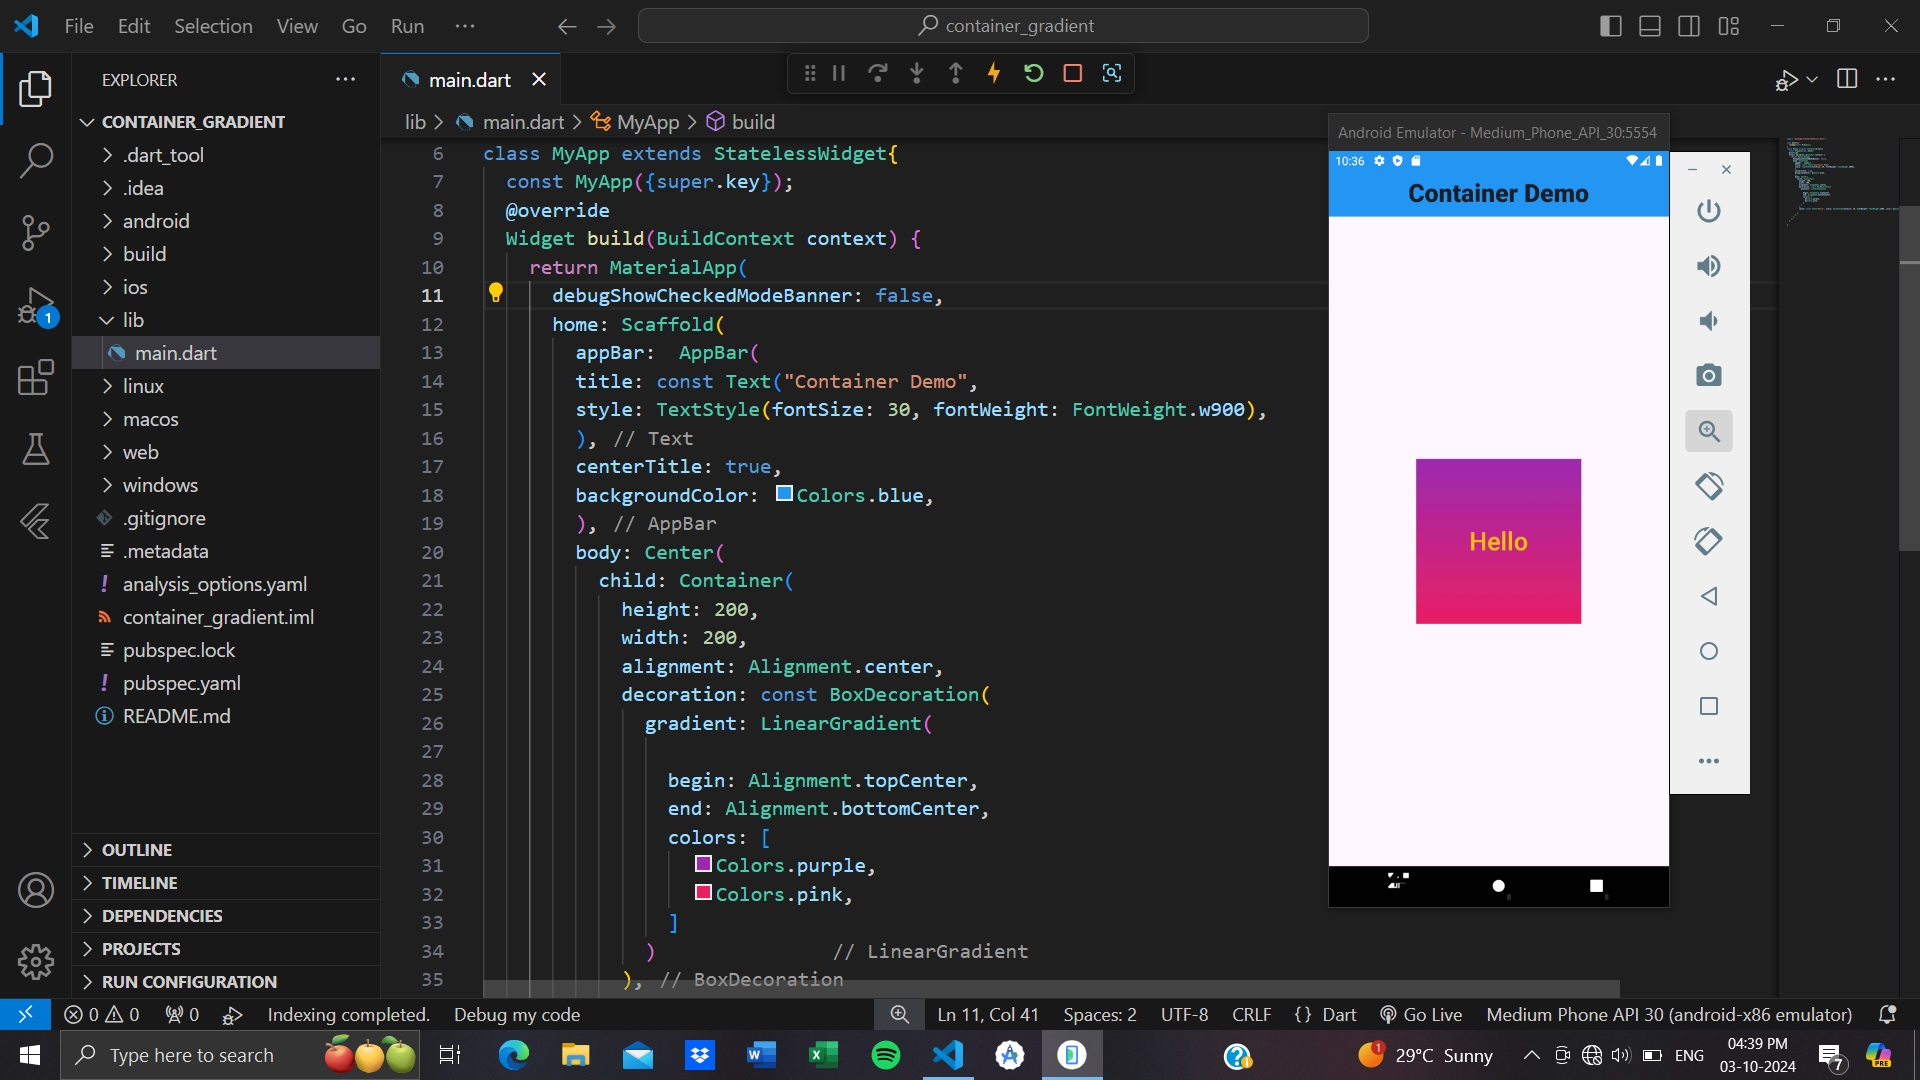 File Edit Selection View Go Run ···
container_gradient
EXPLORER
main.dart
CONTAINER_GRADIENT
.dart_tool
.idea
android
build
ios
lib
main.dart
linux
macos
web
windows
.gitignore
.metadata
analysis_options.yaml
container_gradient.iml
pubspec.lock
pubspec.yaml
README.md
OUTLINE
TIMELINE
DEPENDENCIES
PROJECTS
RUN CONFIGURATION
1
lib > main.dart > MyApp > build
6 class MyApp extends StatelessWidget{
7 const MyApp({super.key});
8 @override
9 Widget build(BuildContext context) {
10 return MaterialApp(
11 debugShowCheckedModeBanner: false,
12 home: Scaffold(
13 appBar:  AppBar(
14 title: const Text("Container Demo",
15 style: TextStyle(fontSize: 30, fontWeight: FontWeight.w900),
16 ), // Text
17 centerTitle: true,
18 backgroundColor: Colors.blue,
19 ), // AppBar
20 body: Center(
21 child: Container(
22 height: 200,
23 width: 200,
24 alignment: Alignment.center,
25 decoration: const BoxDecoration(
26 gradient: LinearGradient(
27
28 begin: Alignment.topCenter,
29 end: Alignment.bottomCenter,
30 colors: [
31 Colors.purple,
32 Colors.pink,
33 ]
34 ) // LinearGradient
35 ), // BoxDecoration
Android Emulator - Medium_Phone_API_30:5554
10:36
Container Demo
Hello
0 0 0 Indexing completed. Debug my code
Ln 11, Col 41 Spaces: 2 UTF-8 CRLF {} Dart Go Live Medium Phone API 30 (android-x86 emulator)
Type here to search
1 29°C Sunny
ENG
04:39 PM
03-10-2024
7
PRE